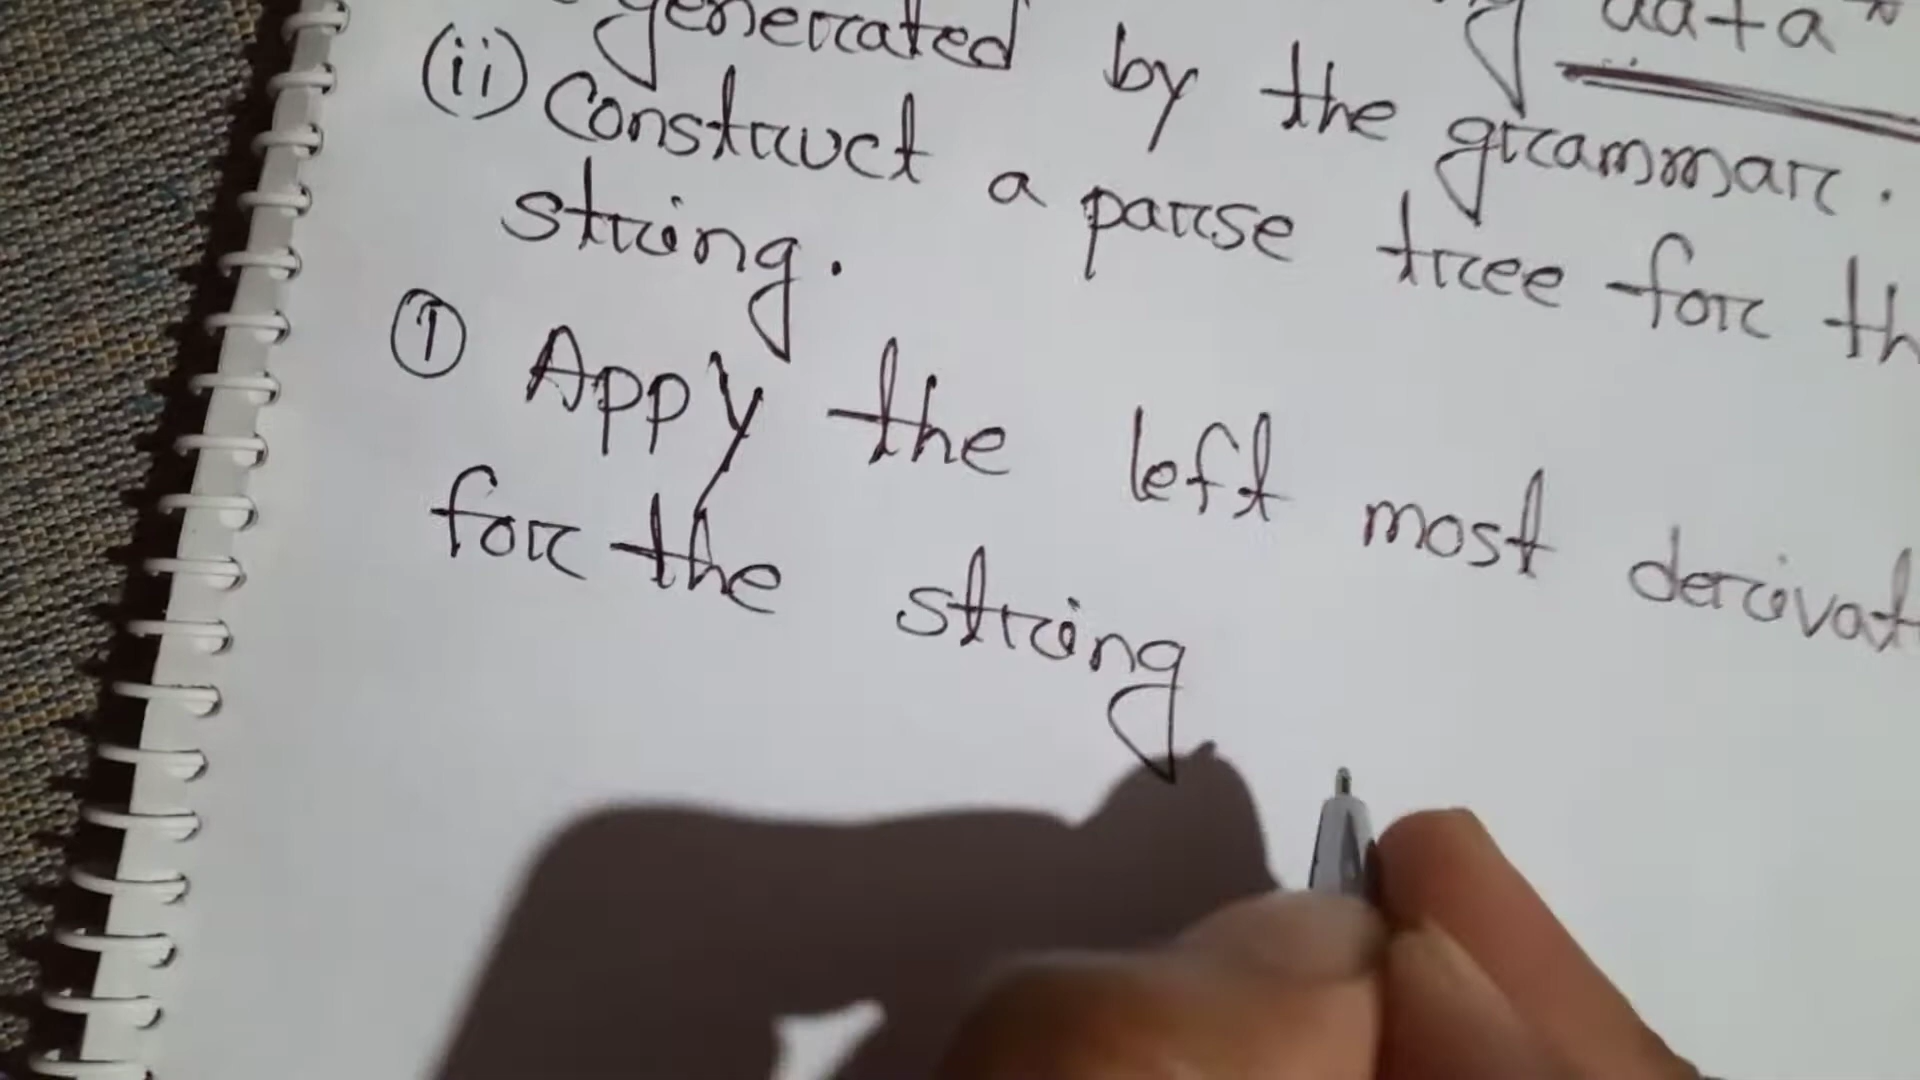 generated by the grammar.
(ii) Construct a parse tree for th
string.
① Appy the left most derivat
for the string